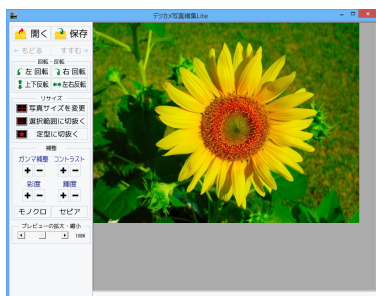 デジカメ写真編集Lite
開く 保存
もどる すすむ
回転・反転
左回転 右回転
上下反転 左右反転
リサイズ
写真サイズを変更
選択範囲に切抜く
定型に切抜く
補整
ガンマ補整 コントラスト
+ - + -
彩度 輝度
+ - + -
モノクロ セピア
プレビューの拡大・縮小
100%